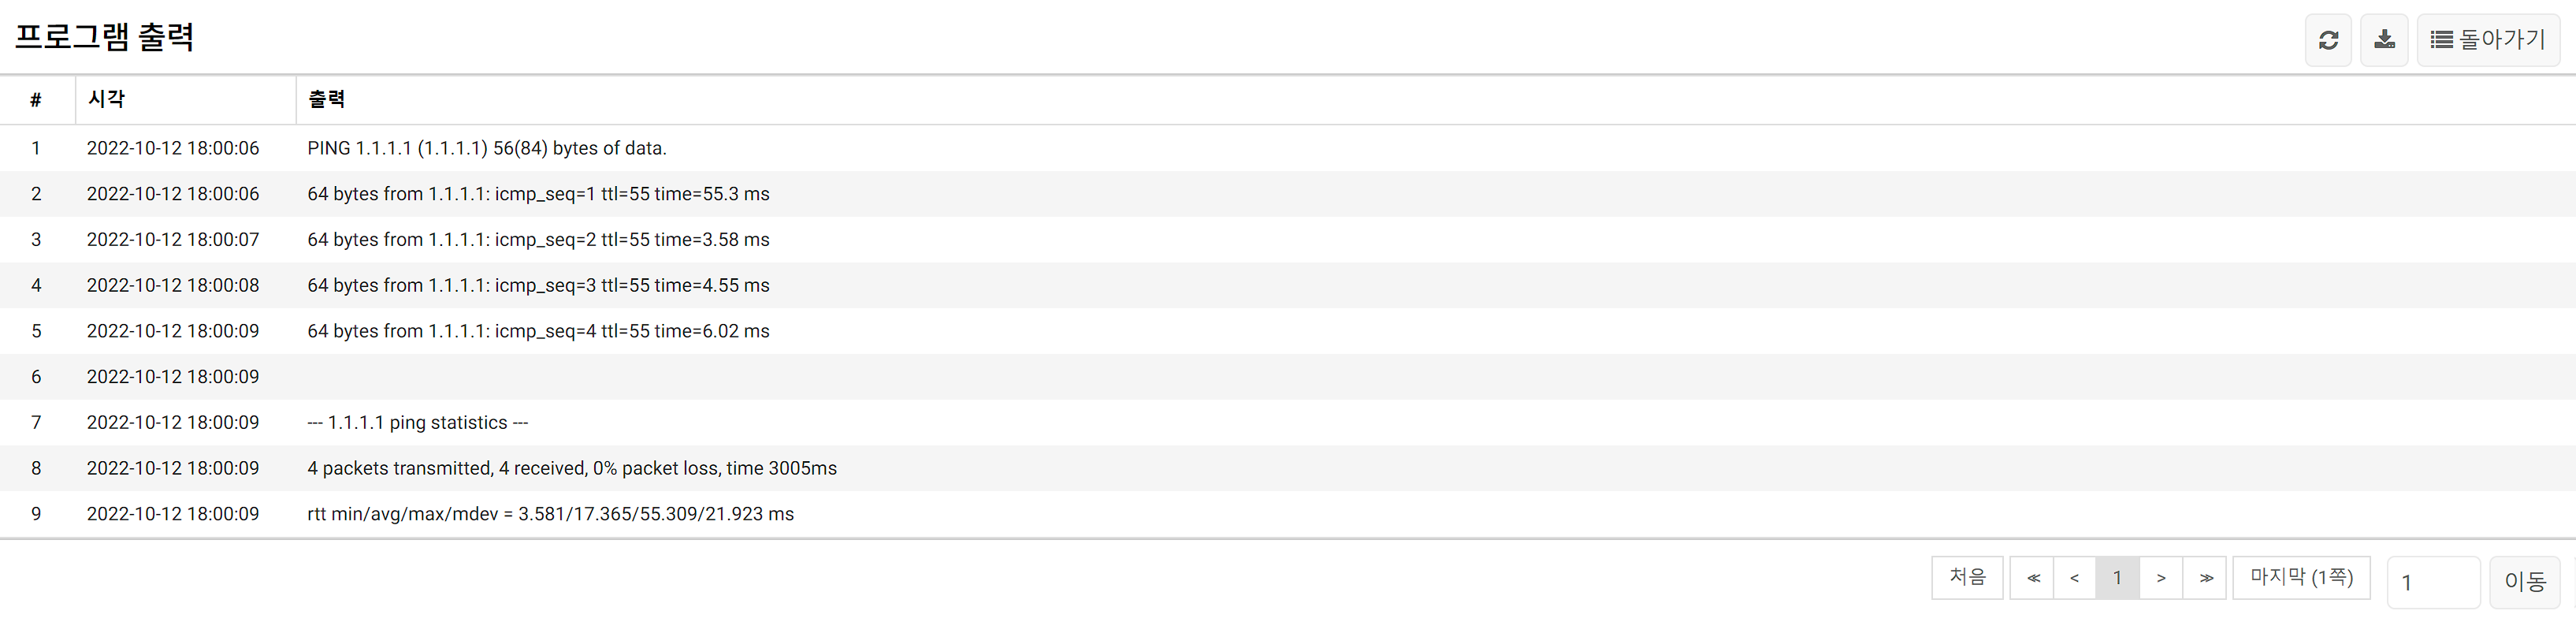 프로그램 출력
돌아가기
# 시각 출력
1 2022-10-12 18:00:06 PING 1.1.1.1 (1.1.1.1) 56(84) bytes of data.
2 2022-10-12 18:00:06 64 bytes from 1.1.1.1: icmp_seq=1 ttl=55 time=55.3 ms
3 2022-10-12 18:00:07 64 bytes from 1.1.1.1: icmp_seq=2 ttl=55 time=3.58 ms
4 2022-10-12 18:00:08 64 bytes from 1.1.1.1: icmp_seq=3 ttl=55 time=4.55 ms
5 2022-10-12 18:00:09 64 bytes from 1.1.1.1: icmp_seq=4 ttl=55 time=6.02 ms
6 2022-10-12 18:00:09
7 2022-10-12 18:00:09 --- 1.1.1.1 ping statistics ---
8 2022-10-12 18:00:09 4 packets transmitted, 4 received, 0% packet loss, time 3005ms
9 2022-10-12 18:00:09 rtt min/avg/max/mdev = 3.581/17.365/55.309/21.923 ms
처음 ≪ < 1 > ≫ 마지막 (1쪽) 1 이동